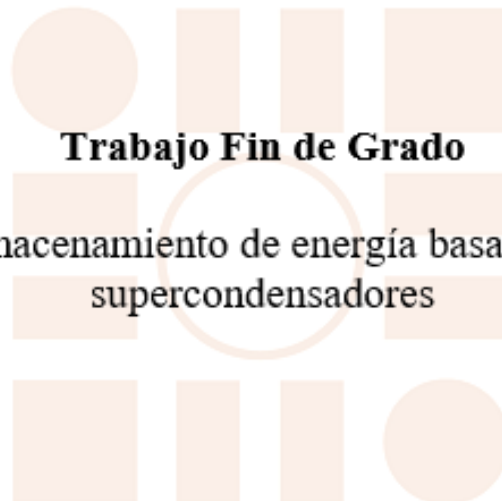 Trabajo Fin de Grado
nacenamiento de energía basa
supercondensadores